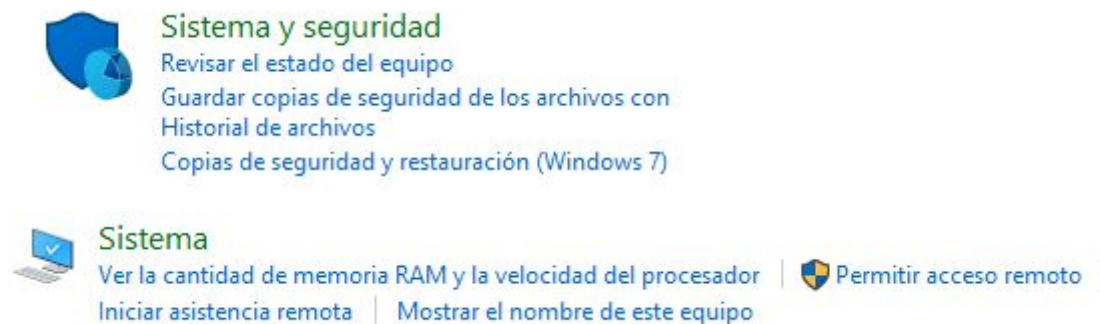 Sistema y seguridad
Revisar el estado del equipo
Guardar copias de seguridad de los archivos con
Historial de archivos
Copias de seguridad y restauración (Windows 7)
Sistema
Ver la cantidad de memoria RAM y la velocidad del procesador Permitir acceso remoto
Iniciar asistencia remota Mostrar el nombre de este equipo